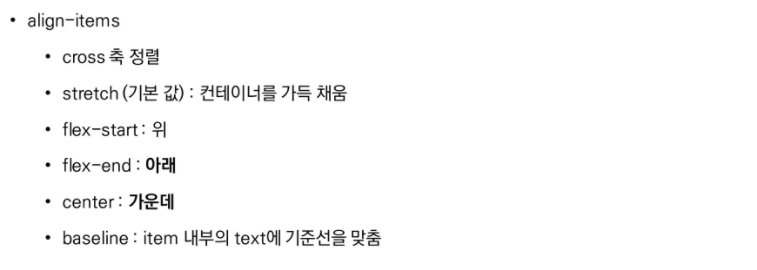 • align-items
• cross 축 정렬
• stretch (기본 값) : 컨테이너를 가득 채움
• flex-start : 위
• flex-end : 아래
• center : 가운데
• baseline : item 내부의 text에 기준선을 맞춤